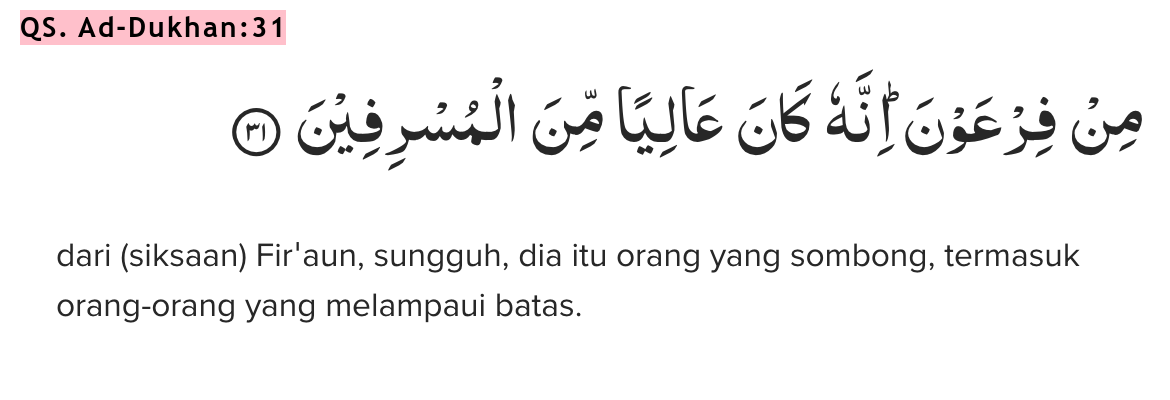 QS. Ad-Dukhan:31
مِنْ فِرْعَوْنَ ۗاِنَّهٗ كَانَ عَالِيًا مِّنَ الْمُسْرِفِيْنَ ٣١
dari (siksaan) Fir'aun, sungguh, dia itu orang yang sombong, termasuk
orang-orang yang melampaui batas.